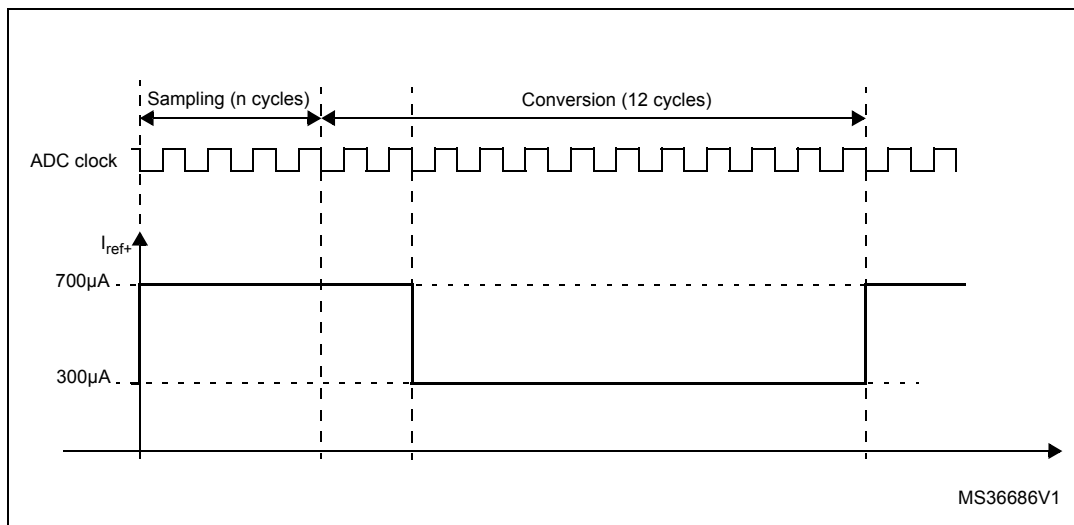 Sampling (n cycles)
Conversion (12 cycles)
ADC clock
Iref+
700µA
300µA
MS36686V1